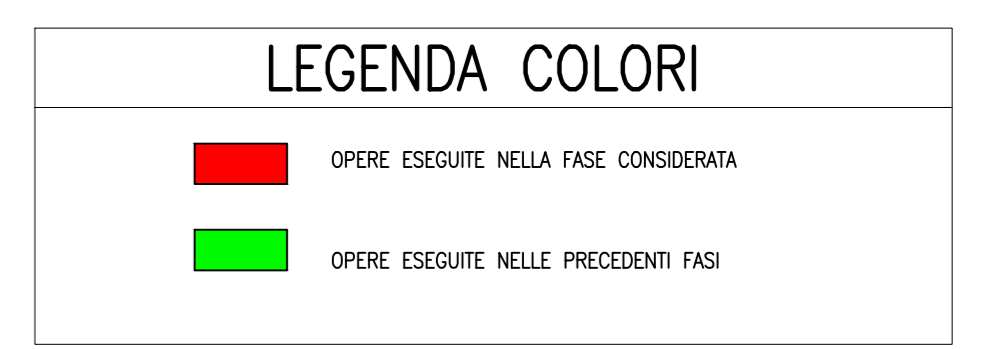 LEGENDA COLORI
OPERE ESEGUITE NELLA FASE CONSIDERATA
OPERE ESEGUITE NELLE PRECEDENTI FASI